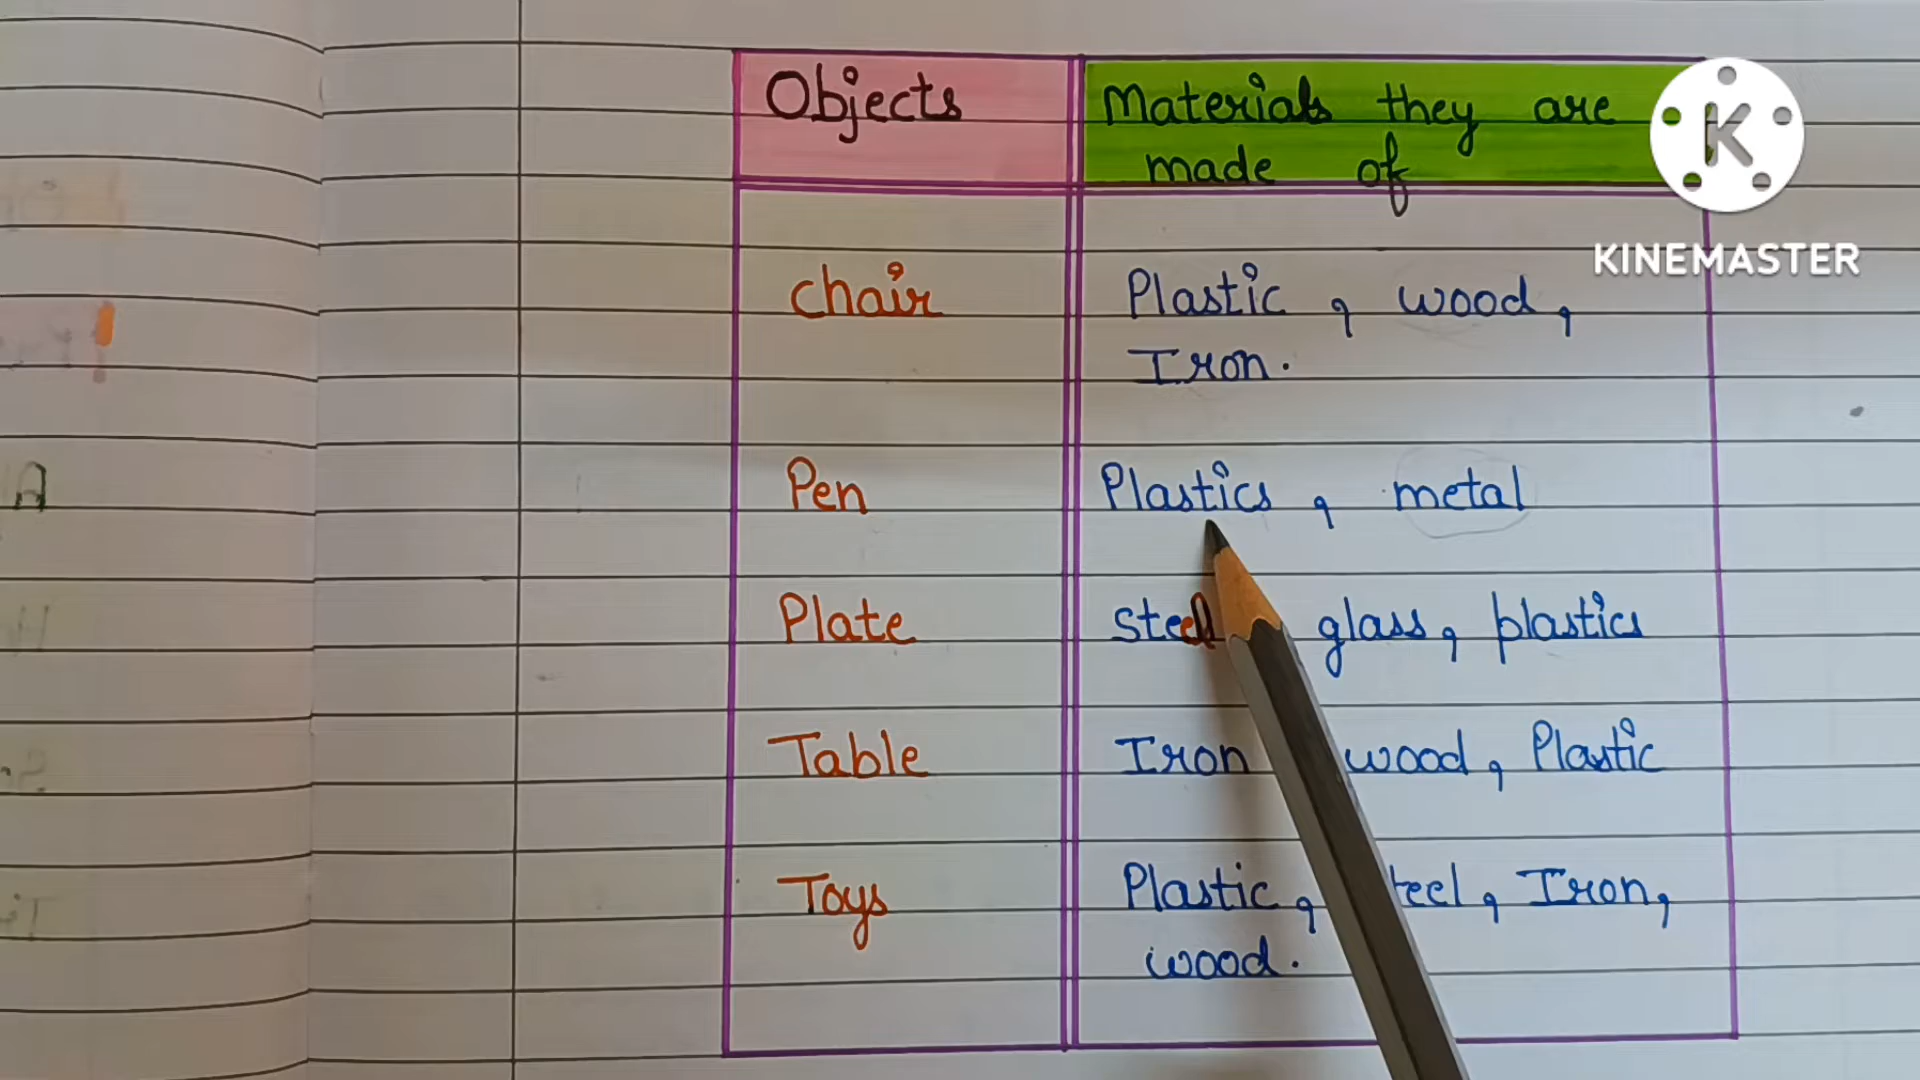 Objects
Materials they are
made of
K
KINEMASTER
chair
Plastic, wood,
Iron.
Pen
Plastics, metal
A
Plate
steel glass, plastics
Table
Iron wood, Plastic
Toys
Plastic, teel, Iron,
wood.